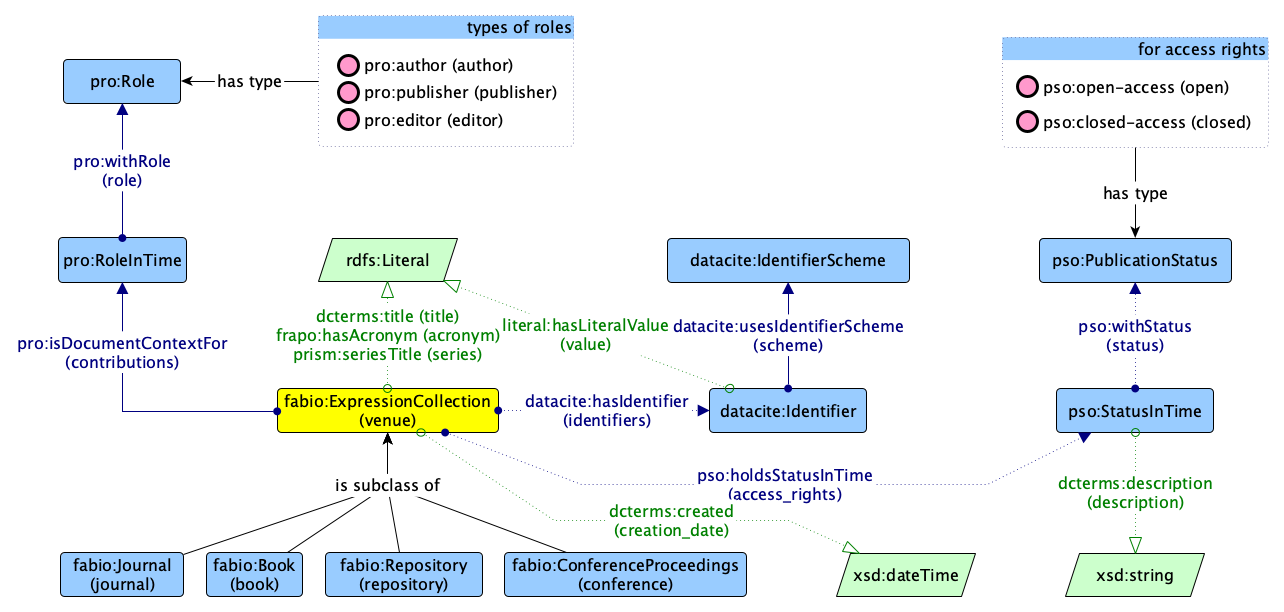 types of roles
pro:author (author)
pro:publisher (publisher)
pro:editor (editor)
for access rights
pso:open-access (open)
pso:closed-access (closed)
pro:Role
has type
has type
pro:withRole
(role)
pro:RoleInTime
rdfs:Literal
datacite:IdentifierScheme
pso:PublicationStatus
pro:isDocumentContextFor
(contributions)
dcterms:title (title)
frapo:hasAcronym (acronym)
prism:seriesTitle (series)
literal:hasLiteralValue
(value)
datacite:usesIdentifierScheme
(scheme)
pso:withStatus
(status)
fabio:ExpressionCollection
(venue)
datacite:hasIdentifier
(identifiers)
datacite:Identifier
pso:StatusInTime
is subclass of
pso:holdsStatusInTime
(access_rights)
dcterms:created
(creation_date)
dcterms:description
(description)
fabio:Journal
(journal)
fabio:Book
(book)
fabio:Repository
(repository)
fabio:ConferenceProceedings
(conference)
xsd:dateTime
xsd:string